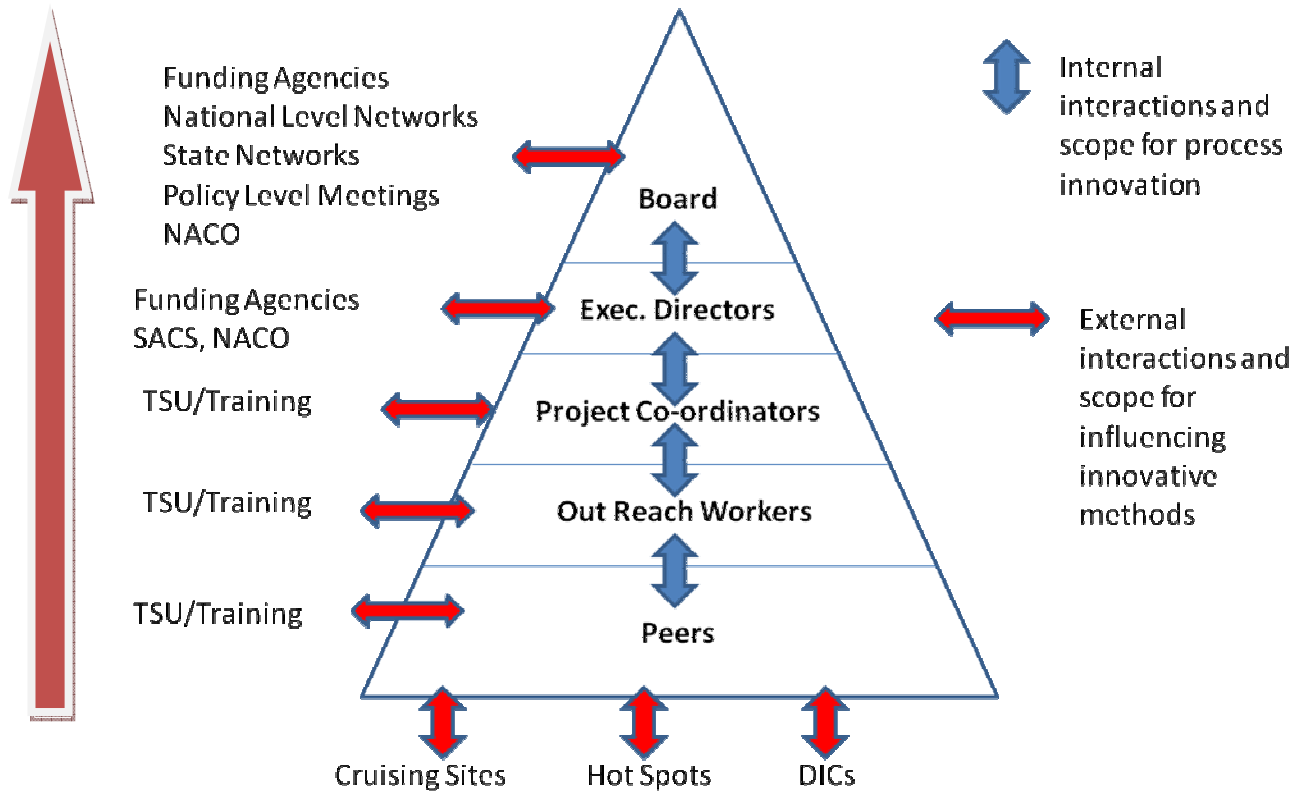 Funding Agencies
National Level Networks
State Networks
Policy Level Meetings
NACO
Funding Agencies
SACS, NACO
TSU/Training
TSU/Training
TSU/Training
Board
Exec. Directors
Project Co-ordinators
Out Reach Workers
Peers
Cruising Sites
Hot Spots
DICs
Internal
interactions and
scope for process
innovation
External
interactions and
scope for
influencing
innovative
methods